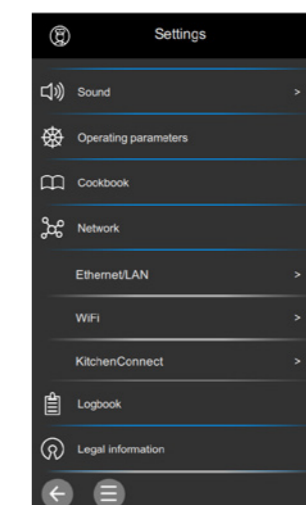 Settings
Sound >
Operating parameters
Cookbook
Network
Ethernet/LAN >
WiFi >
KitchenConnect >
Logbook
Legal information